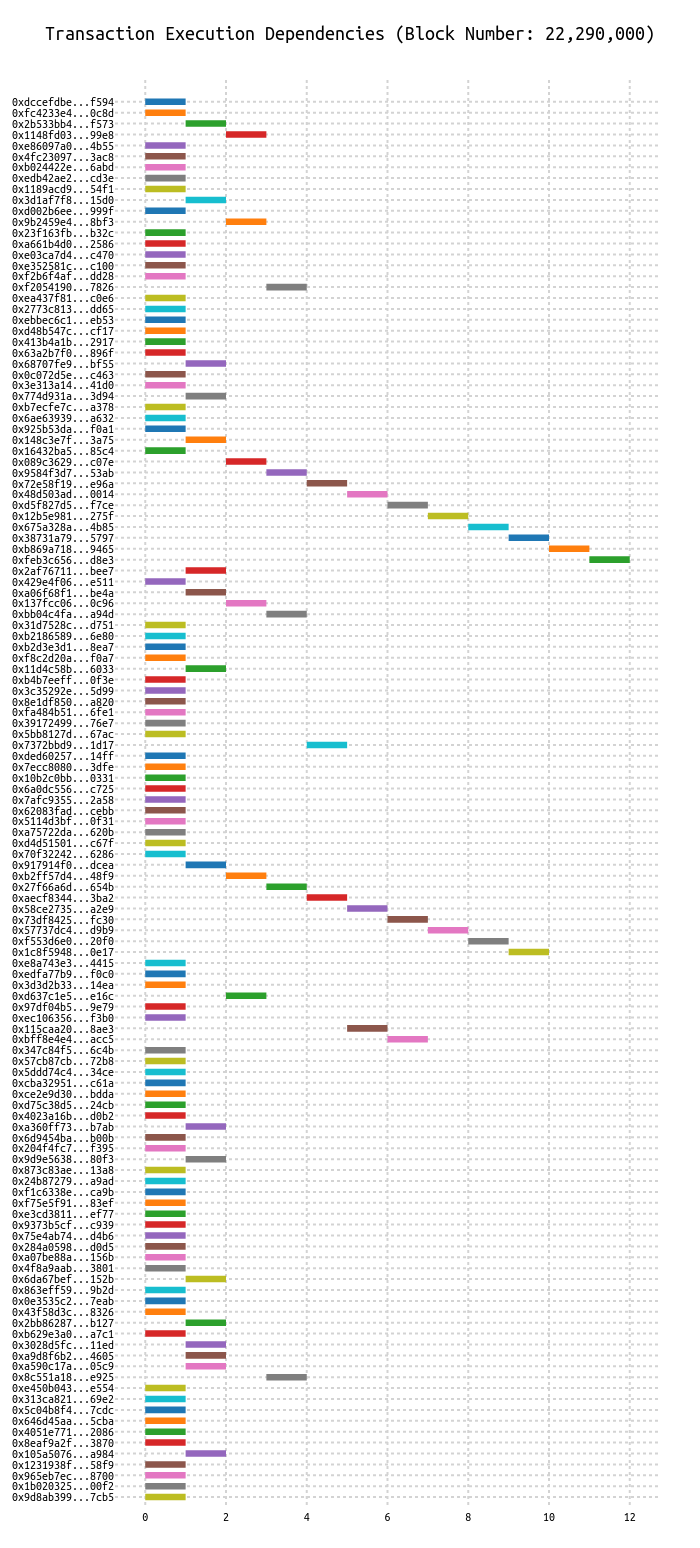 Transaction Execution Dependencies (Block Number: 22,290,000)
0xdccefdbe...f594
0xfc4233e4...0c8d
0x2b533bb4...f573
0x1148fd03...99e8
0xe86097a0...4b55
0x4fc23097...3ac8
0xb024422e...6abd
0xedb42ae2...cd3e
0x1189acd9...54f1
0x3d1af7f8...15d0
0xd002b6ee...999f
0x9b2459e4...8bf3
0x23f163fb...b32c
0xa661b4d0...2586
0xe03ca7d4...c470
0xe352581c...c100
0xf2b6f4af...dd28
0xf2054190...7826
0xea437f81...c0e6
0x2773c813...dd65
0xebbec6c1...eb53
0xd48b547c...cf17
0x413b4a1b...2917
0x63a2b7f0...896f
0x68707fe9...bf55
0x0c072d5e...c463
0x3e313a14...41d0
0x774d931a...3d94
0xb7ecfe7c...a378
0x6ae63939...a632
0x925b53da...f0a1
0x148c3e7f...3a75
0x16432ba5...85c4
0x089c3629...c07e
0x9584f3d7...53ab
0x72e58f19...e96a
0x48d503ad...0014
0xd5f827d5...f7ce
0x12b5e981...275f
0x675a328a...4b85
0x38731a79...5797
0xb869a718...9465
0xfeb3c656...d8e3
0x2af76711...bee7
0x429e4f06...e511
0xa06f68f1...be4a
0x137fcc06...0c96
0xbb04c4fa...a94d
0x31d7528c...d751
0xb2186589...6e80
0xb2d3e3d1...8ea7
0xf8c2d20a...f0a7
0x11d4c58b...6033
0xb4b7eeff...0f3e
0x3c35292e...5d99
0x8e1df850...a820
0xfa484b51...6fe1
0x39172499...76e7
0x5bb8127d...67ac
0x7372bbd9...1d17
0xded60257...14ff
0x7ecc8080...3dfe
0x10b2c0bb...0331
0x6a0dc556...c725
0x7afc9355...2a58
0x62083fad...cebb
0x5114d3bf...0f31
0xa75722da...620b
0xd4d51501...c67f
0x70f32242...6286
0x917914f0...dcea
0xb2ff57d4...48f9
0x27f66a6d...654b
0xaecf8344...3ba2
0x58ce2735...a2e9
0x73df8425...fc30
0x57737dc4...d9b9
0xf553d6e0...20f0
0x1c8f5948...0e17
0xe8a743e3...4415
0xedfa77b9...f0c0
0x3d3d2b33...14ea
0xd637c1e5...e16c
0x97df04b5...9e79
0xec106356...f3b0
0x115caa20...8ae3
0xbff8e4e4...acc5
0x347c84f5...6c4b
0x57cb87cb...72b8
0x5ddd74c4...34ce
0xcba32951...c61a
0xce2e9d30...bdda
0xd75c38d5...24cb
0x4023a16b...d0b2
0xa360ff73...b7ab
0x6d9454ba...b00b
0x204f4fc7...f395
0x9d9e5638...80f3
0x873c83ae...13a8
0x24b87279...a9ad
0xf1c6338e...ca9b
0xf75e5f91...83ef
0xe3cd3811...ef77
0x9373b5cf...c939
0x75e4ab74...d4b6
0x284a0598...d0d5
0xa07be88a...156b
0x4f8a9aab...3801
0x6da67bef...152b
0x863eff59...9b2d
0x0e3535c2...7eab
0x43f58d3c...8326
0x2bb86287...b127
0xb629e3a0...a7c1
0x3028d5fc...11ed
0xa9d8f6b2...4605
0xa590c17a...05c9
0x8c551a18...e925
0xe450b043...e554
0x313ca821...69e2
0x5c04b8f4...7cdc
0x646d45aa...5cba
0x4051e771...2086
0x8eaf9a2f...3870
0x105a5076...a984
0x1231938f...58f9
0x965eb7ec...8700
0x1b020325...00f2
0x9d8ab399...7cb5
0 2 4 6 8 10 12